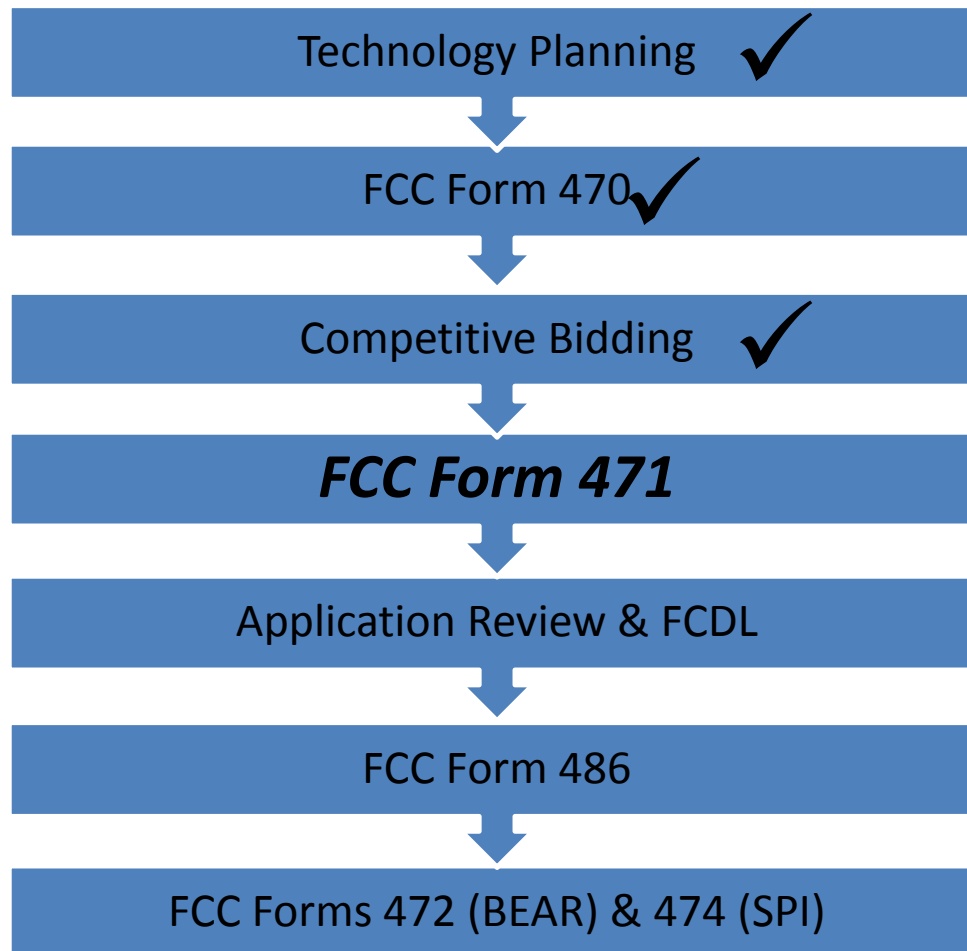 Technology Planning
FCC Form 470
Competitive Bidding
FCC Form 471
Application Review & FCDL
FCC Form 486
FCC Forms 472 (BEAR) & 474 (SPI)